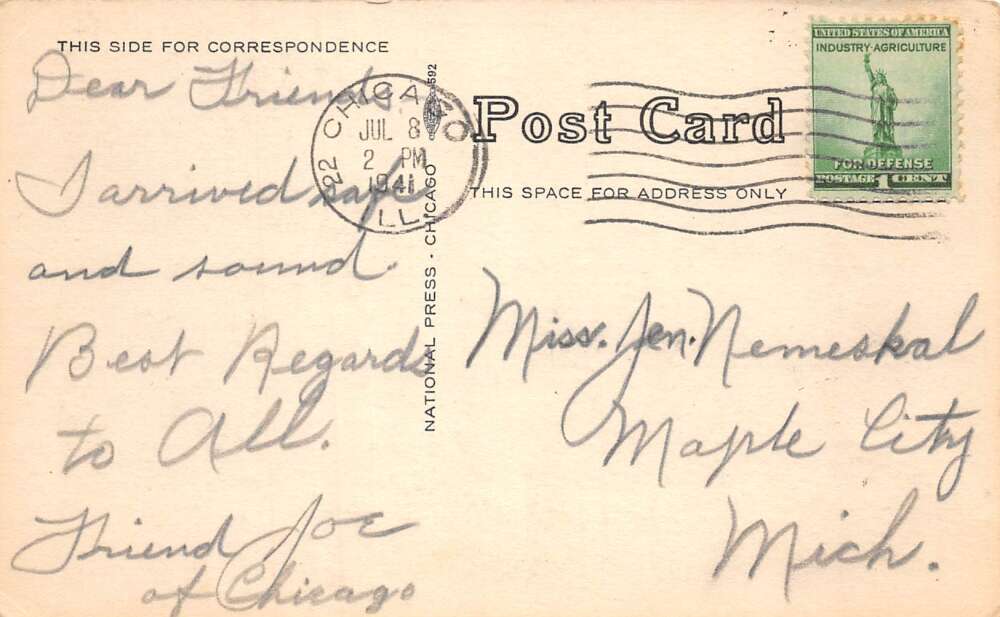 THIS SIDE FOR CORRESPONDENCE
Dear Friends
I arrived safe
and sound.
Best Regards
to All.
Friend Joe
of Chicago
22 CHICAGO
JUL 8
2 PM
1941
ILL.
NATIONAL PRESS · CHICAGO
592
Post Card
THIS SPACE FOR ADDRESS ONLY
UNITED STATES OF AMERICA
INDUSTRY·AGRICULTURE
FOR DEFENSE
POSTAGE 1 CENT
Miss. Jen. Nemeskal
Maple City
Mich.